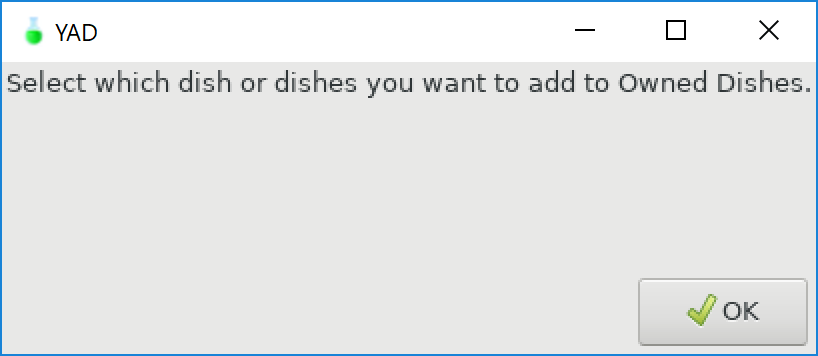 YAD
Select which dish or dishes you want to add to Owned Dishes.
OK